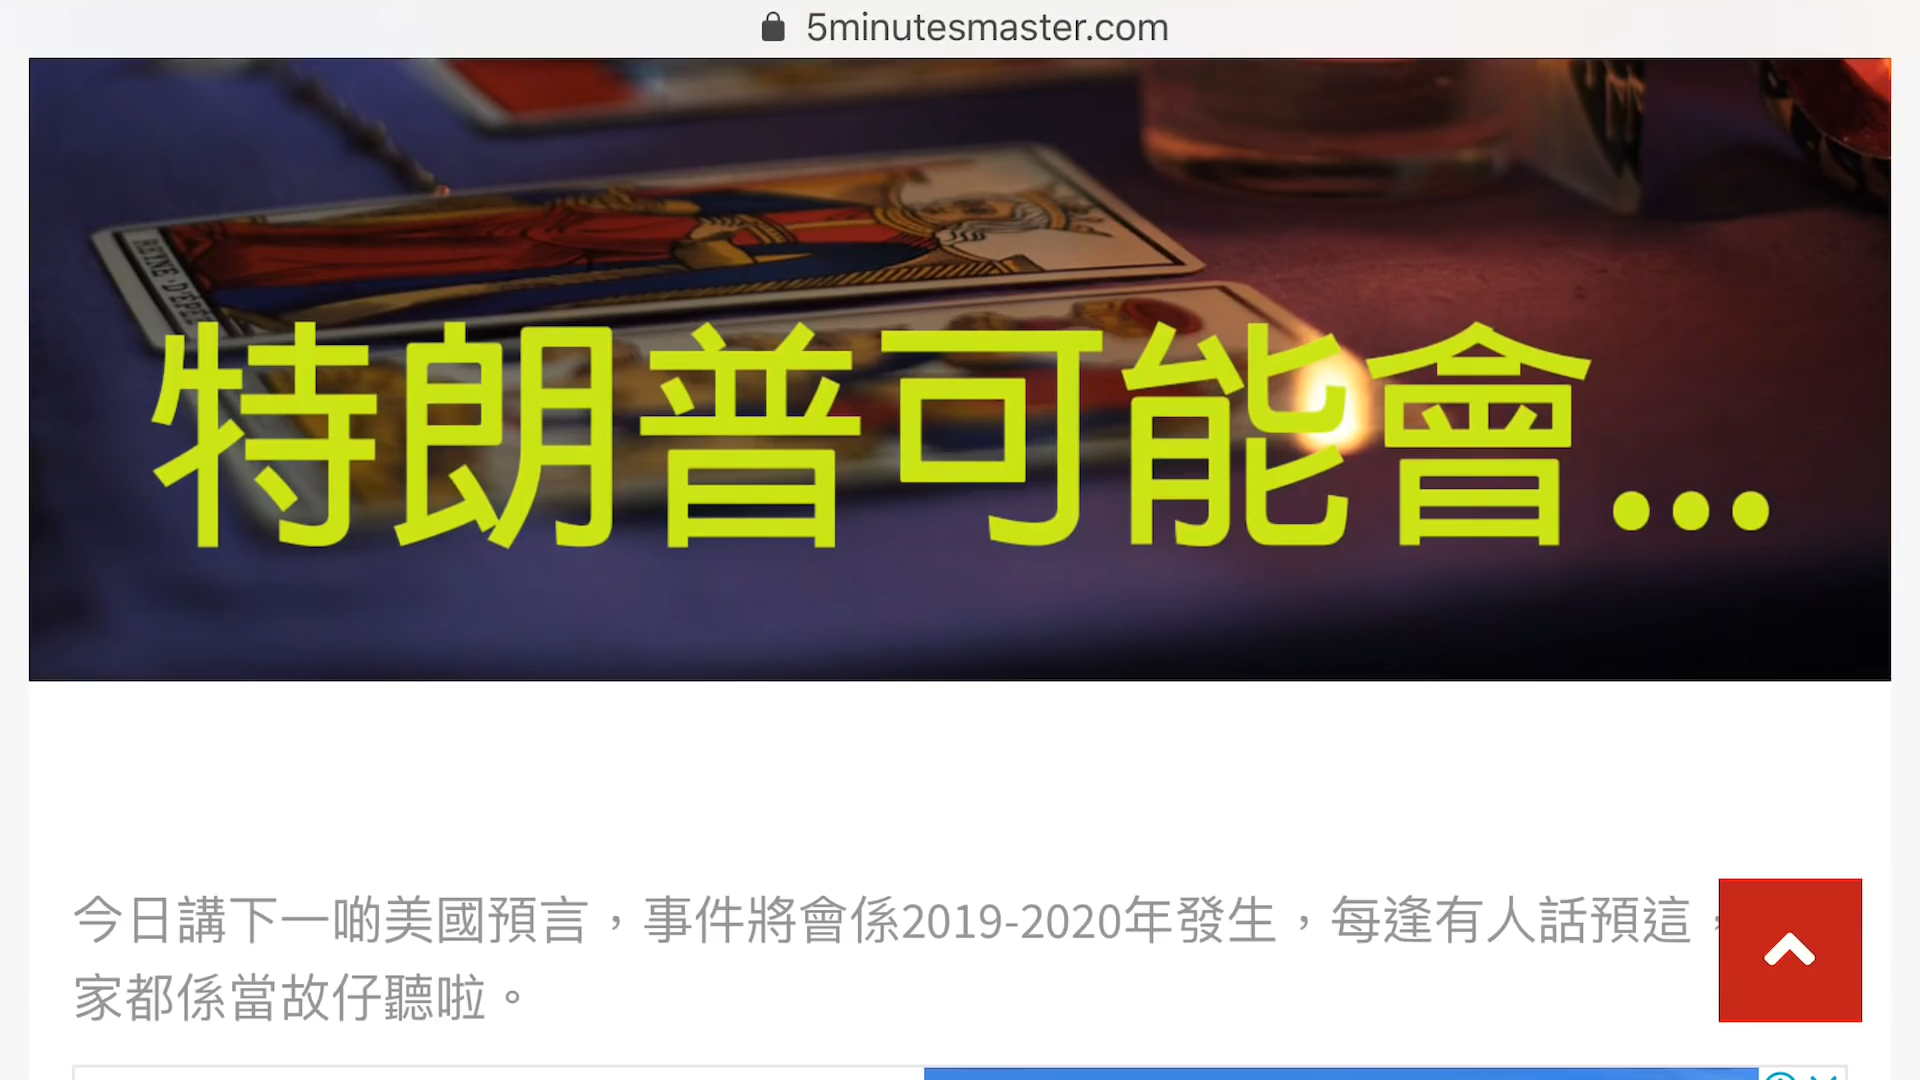 5minutesmaster.com
REYNE·D'ÉPÉE
特朗普可能會...
今日講下一啲美國預言，事件將會係2019-2020年發生，每逢有人話預這，
家都係當故仔聽啦。